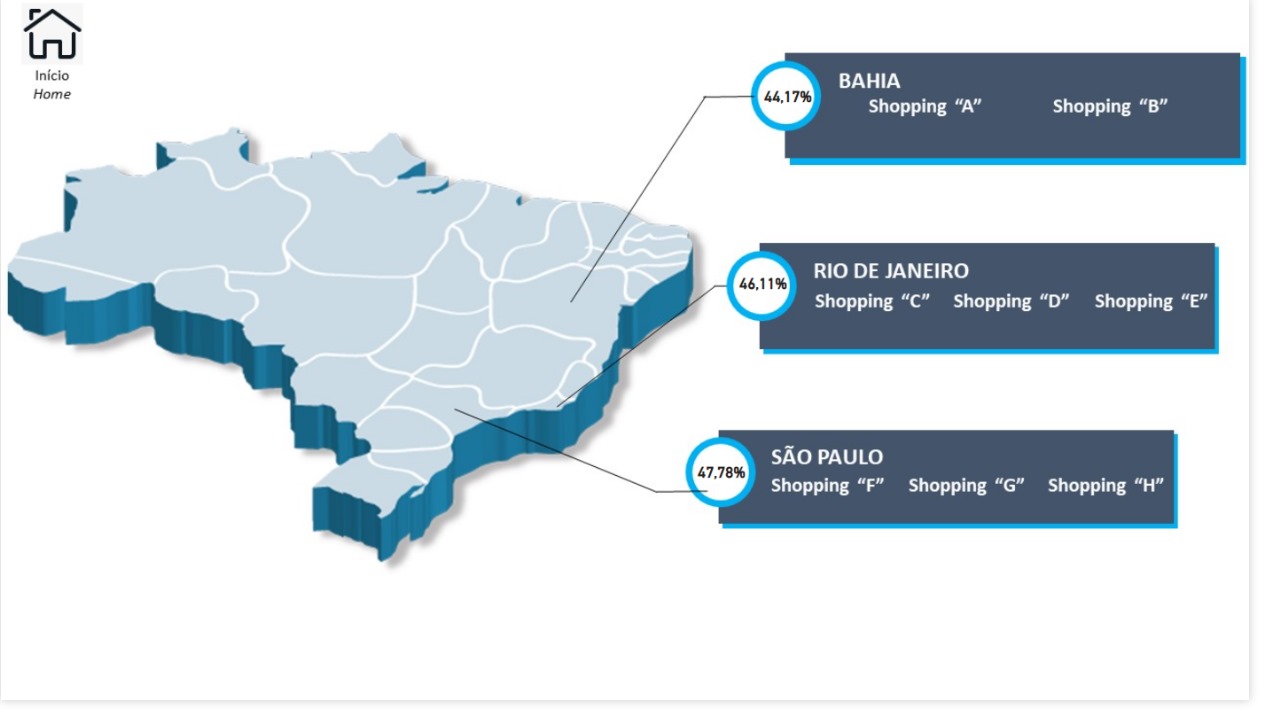 Início
Home
44,17%
BAHIA
Shopping “A” Shopping “B”
46,11%
RIO DE JANEIRO
Shopping “C” Shopping “D” Shopping “E”
47,78%
SÃO PAULO
Shopping “F” Shopping “G” Shopping “H”